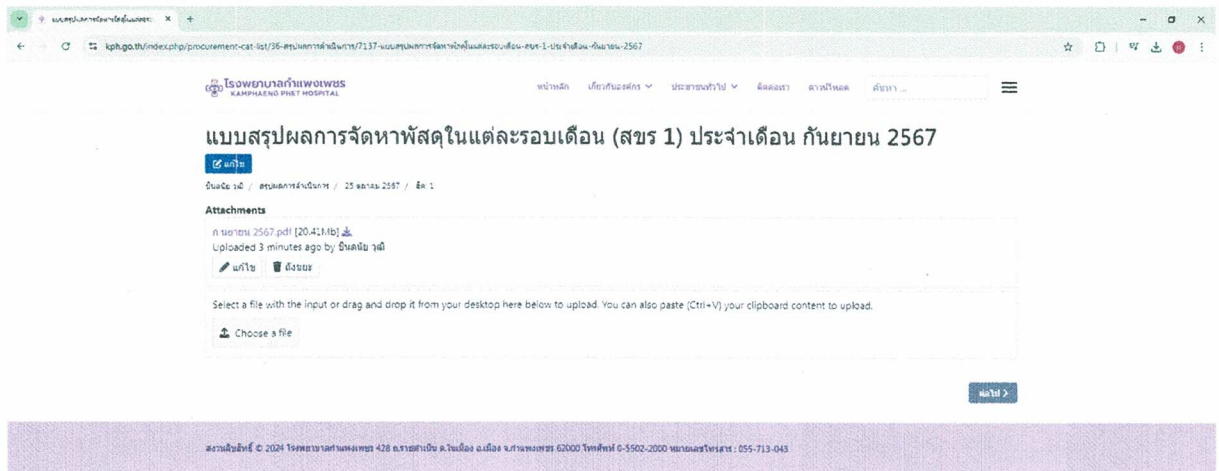 kph.go.th/index.php/procurement-cat-list/36-สรุปผลการดำเนินการ/7137-แบบสรุปผลการจัดหาพัสดุในแต่ละรอบเดือน-สขร-1-ประจำเดือน-กันยายน-2567
โรงพยาบาลกำแพงเพชร
KAMPHAENG PHET HOSPITAL
หน้าหลัก เกี่ยวกับองค์กร ประชาชนทั่วไป ติดต่อเรา ดาวน์โหลด ค้นหา ...
แบบสรุปผลการจัดหาพัสดุในแต่ละรอบเดือน (สขร 1) ประจำเดือน กันยายน 2567
แก้ไข
ปันดนัย วุฒิ / สรุปผลการดำเนินการ / 25 ตุลาคม 2567 / ฮิต: 1
Attachments
กันยายน 2567.pdf [20.41Mb]
Uploaded 3 minutes ago by ปันดนัย วุฒิ
แก้ไข ถังขยะ
Select a file with the input or drag and drop it from your desktop here below to upload. You can also paste (Ctrl+V) your clipboard content to upload.
Choose a file
ต่อไป >
สงวนลิขสิทธิ์ © 2024 โรงพยาบาลกำแพงเพชร 428 ถ.ราชดำเนิน ต.ในเมือง อ.เมือง จ.กำแพงเพชร 62000 โทรศัพท์ 0-5502-2000 หมายเลขโทรสาร : 055-713-043